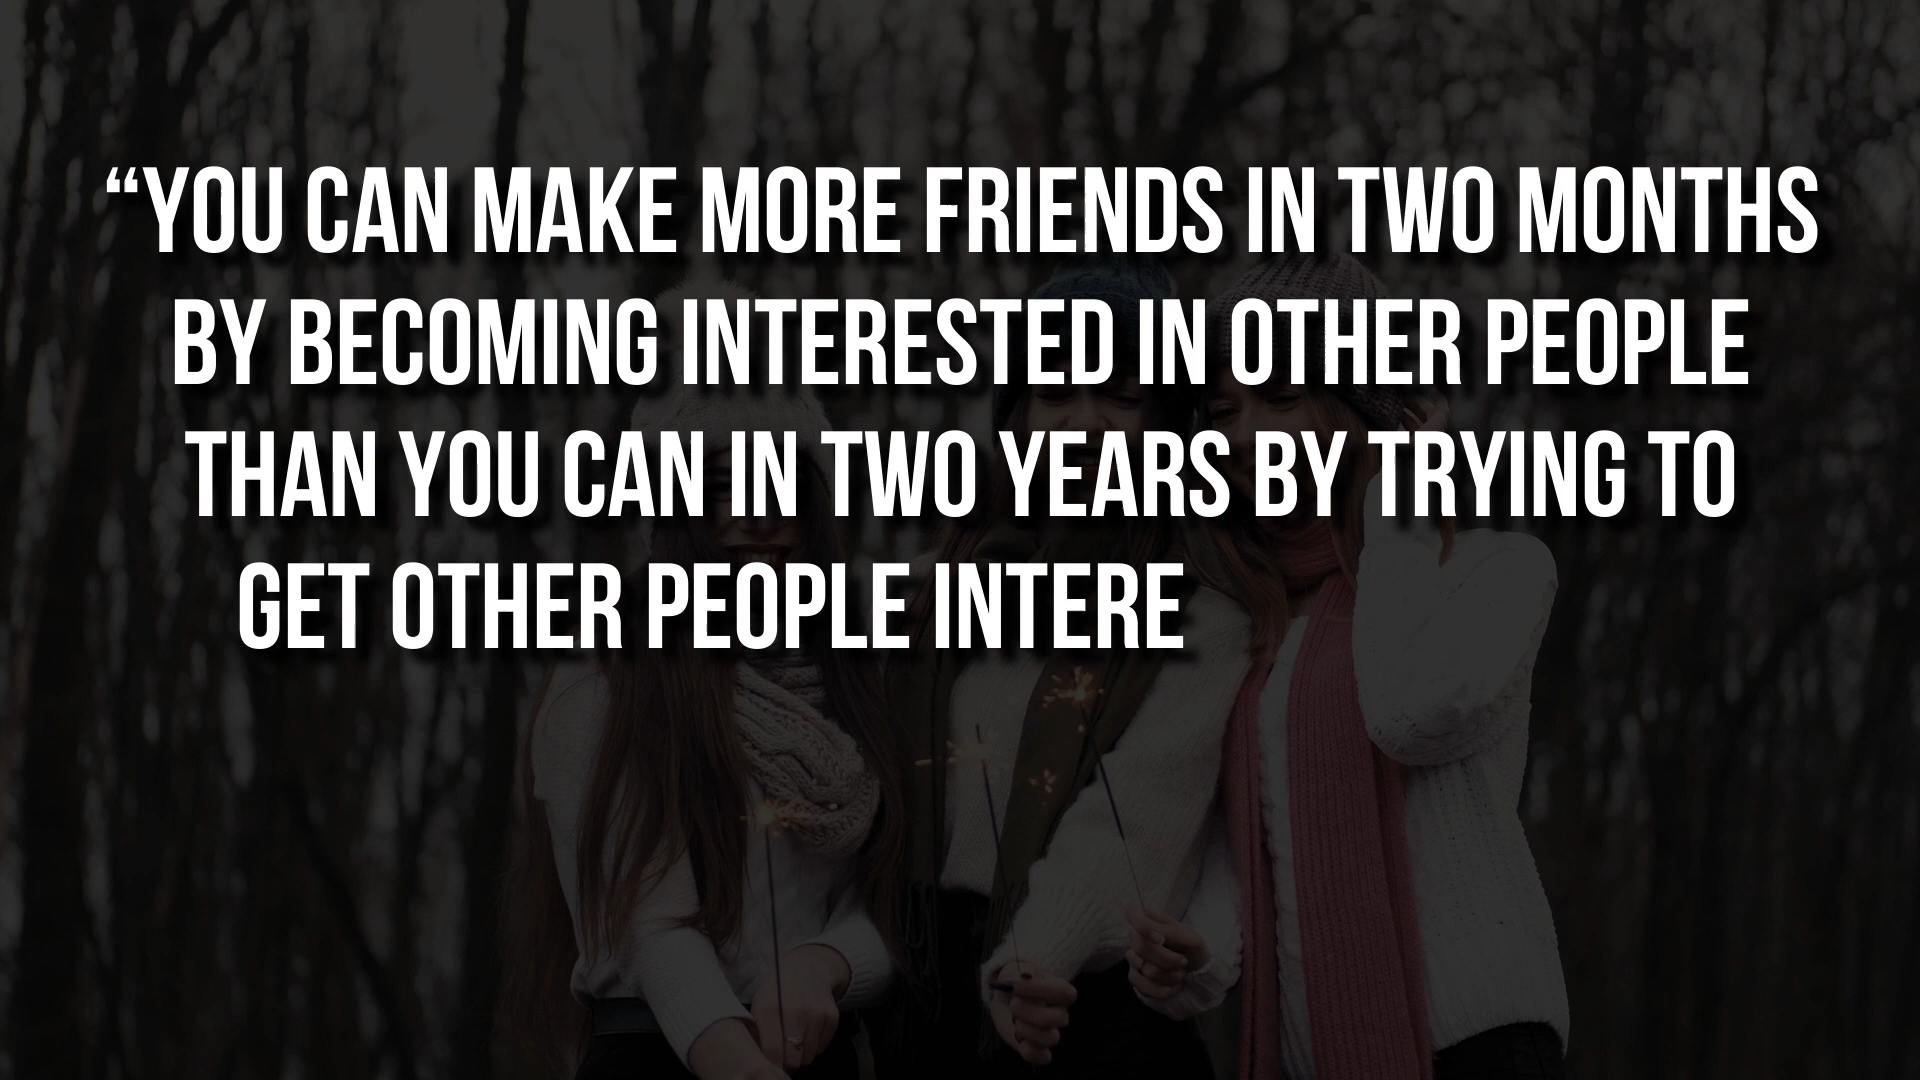 “YOU CAN MAKE MORE FRIENDS IN TWO MONTHS
BY BECOMING INTERESTED IN OTHER PEOPLE
THAN YOU CAN IN TWO YEARS BY TRYING TO
GET OTHER PEOPLE INTERE